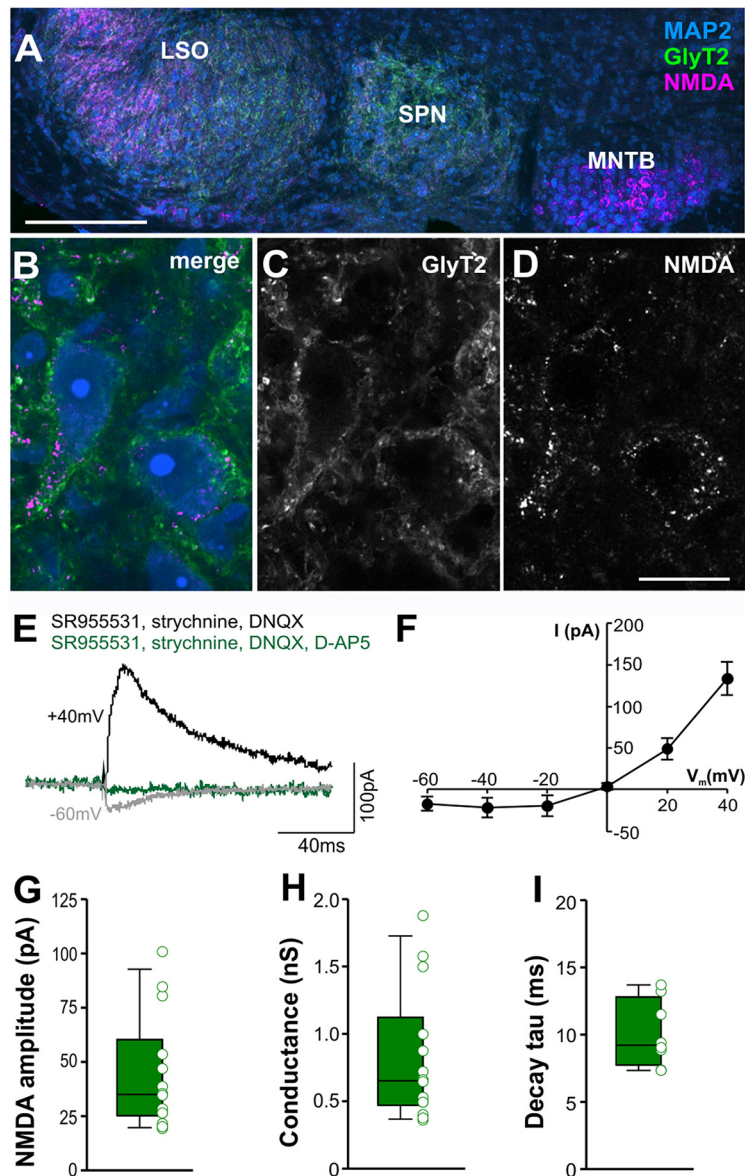 A
LSO
SPN
MNTB
MAP2
GlyT2
NMDA
B
merge
C
GlyT2
D
NMDA
E
SR955531, strychnine, DNQX
SR955531, strychnine, DNQX, D-AP5
+40mV
-60mV
100pA
40ms
F
I (pA)
200
150
100
50
-50
-60
-40
-20
20
40
Vm(mV)
G
NMDA amplitude (pA)
125
100
75
50
25
0
H
Conductance (nS)
2.0
1.5
1.0
0.5
0
I
Decay tau (ms)
20
15
10
5
0